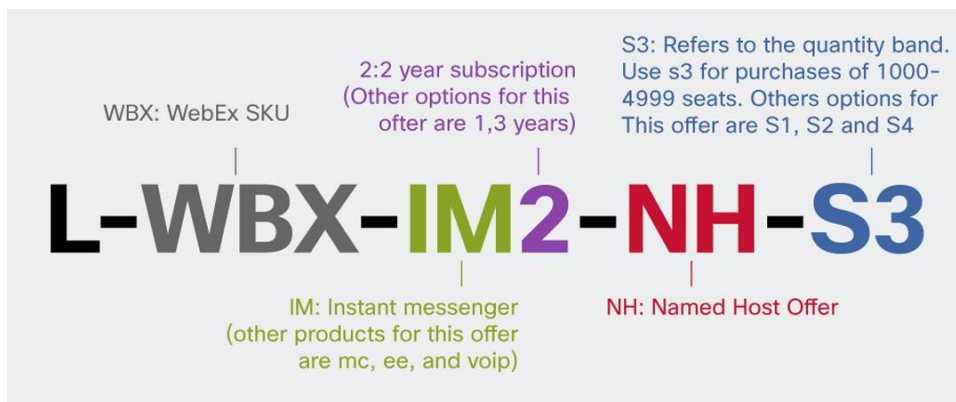 S3: Refers to the quantity band.
Use s3 for purchases of 1000-
4999 seats. Others options for
This offer are S1, S2 and S4
2:2 year subscription
(Other options for this
ofter are 1,3 years)
WBX: WebEx SKU
L-WBX-IM2-NH-S3
IM: Instant messenger
(other products for this offer
are mc, ee, and voip)
NH: Named Host Offer